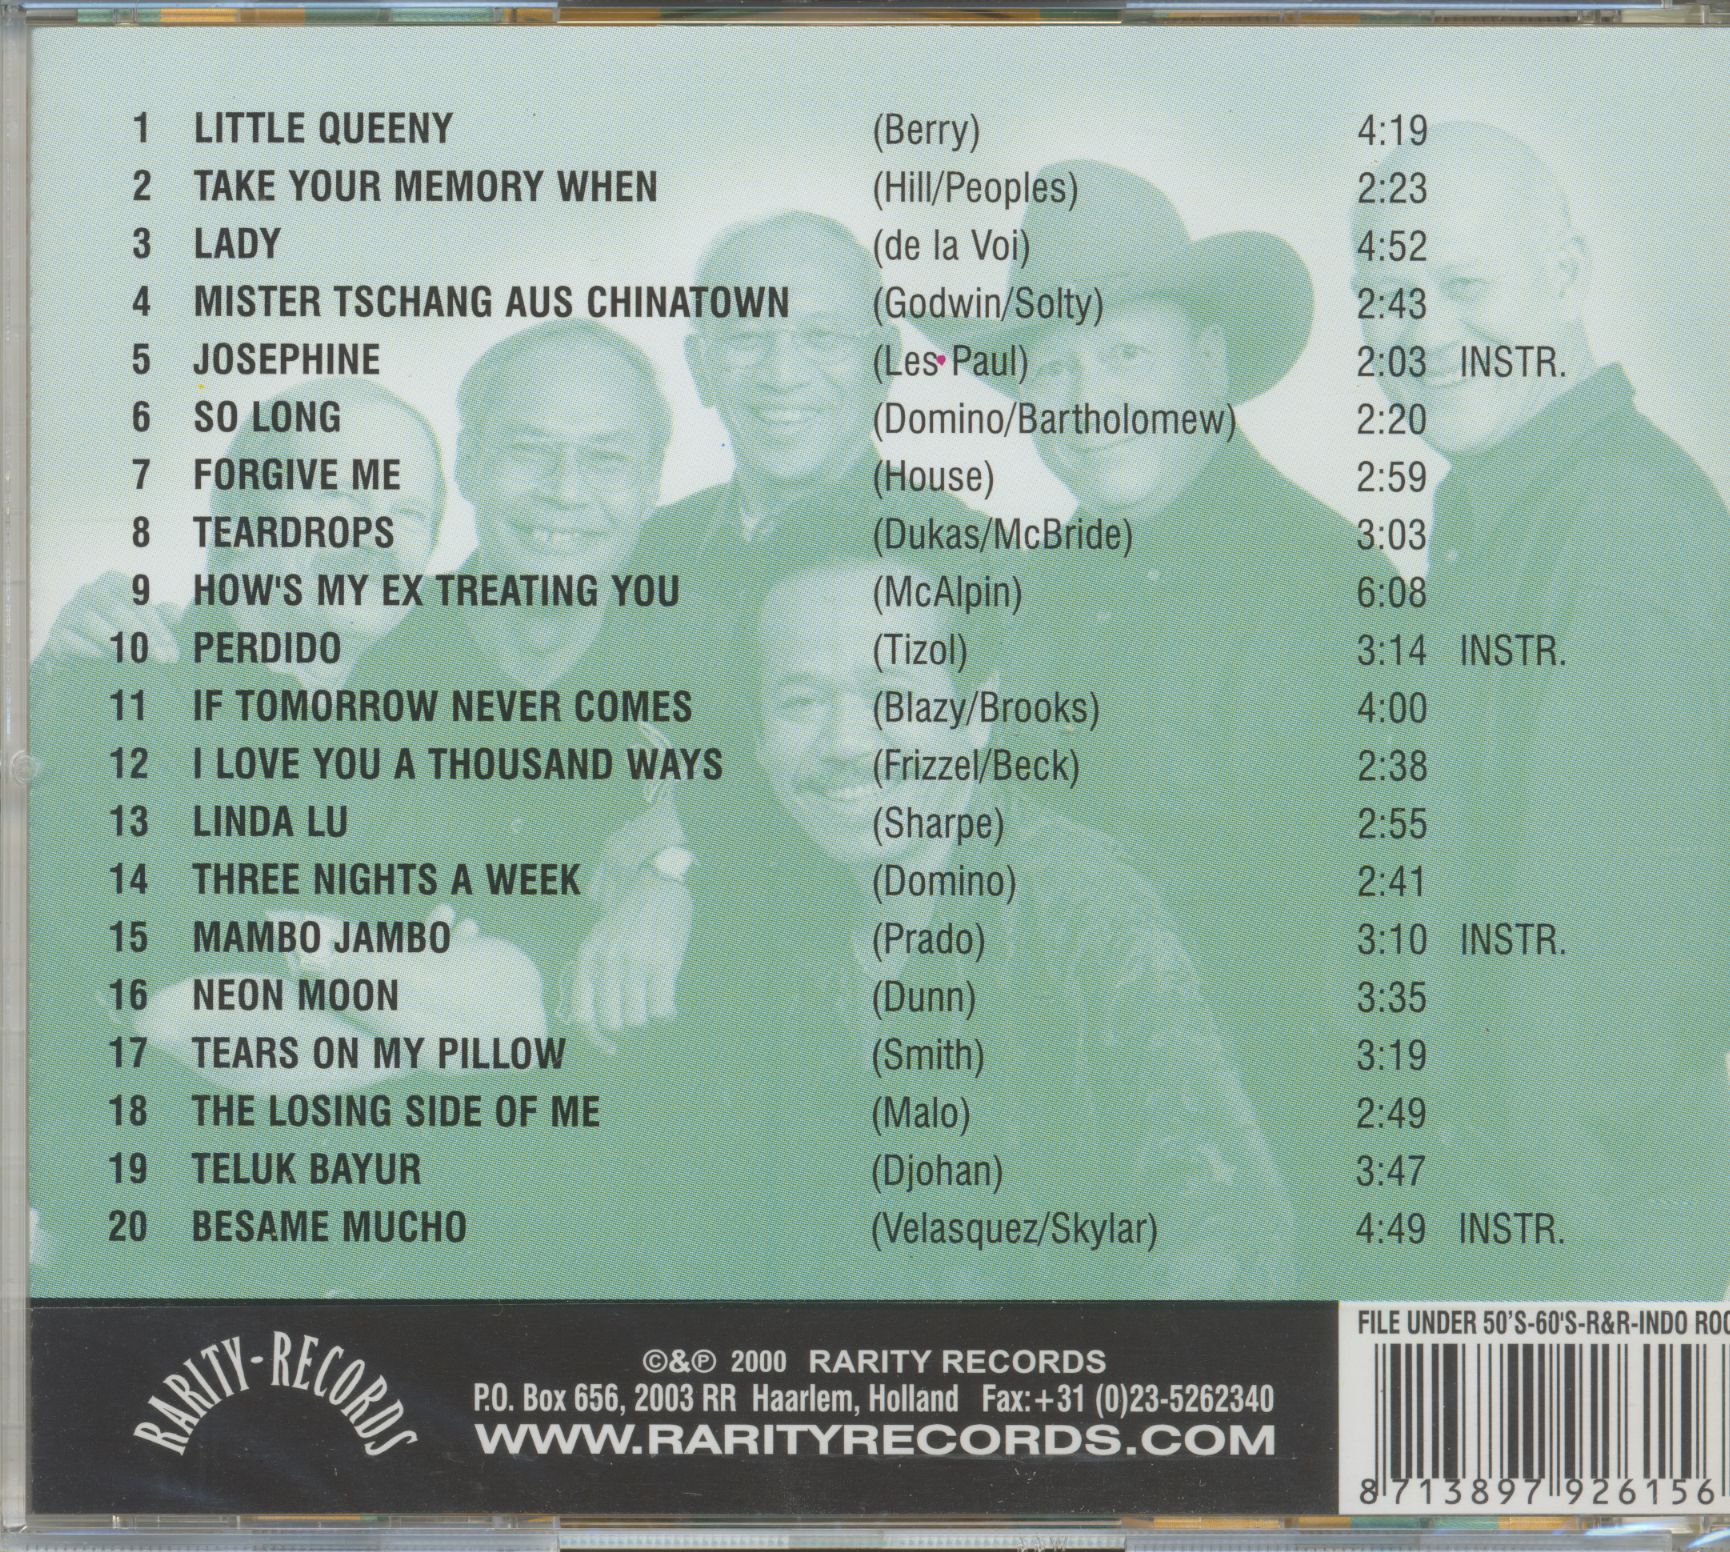 1 LITTLE QUEENY (Berry) 4:19
2 TAKE YOUR MEMORY WHEN (Hill/Peoples) 2:23
3 LADY (de la Voi) 4:52
4 MISTER TSCHANG AUS CHINATOWN (Godwin/Solty) 2:43
5 JOSEPHINE (Les Paul) 2:03 INSTR.
6 SO LONG (Domino/Bartholomew) 2:20
7 FORGIVE ME (House) 2:59
8 TEARDROPS (Dukas/McBride) 3:03
9 HOW'S MY EX TREATING YOU (McAlpin) 6:08
10 PERDIDO (Tizol) 3:14 INSTR.
11 IF TOMORROW NEVER COMES (Blazy/Brooks) 4:00
12 I LOVE YOU A THOUSAND WAYS (Frizzel/Beck) 2:38
13 LINDA LU (Sharpe) 2:55
14 THREE NIGHTS A WEEK (Domino) 2:41
15 MAMBO JAMBO (Prado) 3:10 INSTR.
16 NEON MOON (Dunn) 3:35
17 TEARS ON MY PILLOW (Smith) 3:19
18 THE LOSING SIDE OF ME (Malo) 2:49
19 TELUK BAYUR (Djohan) 3:47
20 BESAME MUCHO (Velasquez/Skylar) 4:49 INSTR.
RARITY-RECORDS
©&℗ 2000 RARITY RECORDS
P.O. Box 656, 2003 RR Haarlem, Holland Fax:+31 (0)23-5262340
WWW.RARITYRECORDS.COM
FILE UNDER 50'S-60'S-R&R-INDO ROC
8 713897 926156